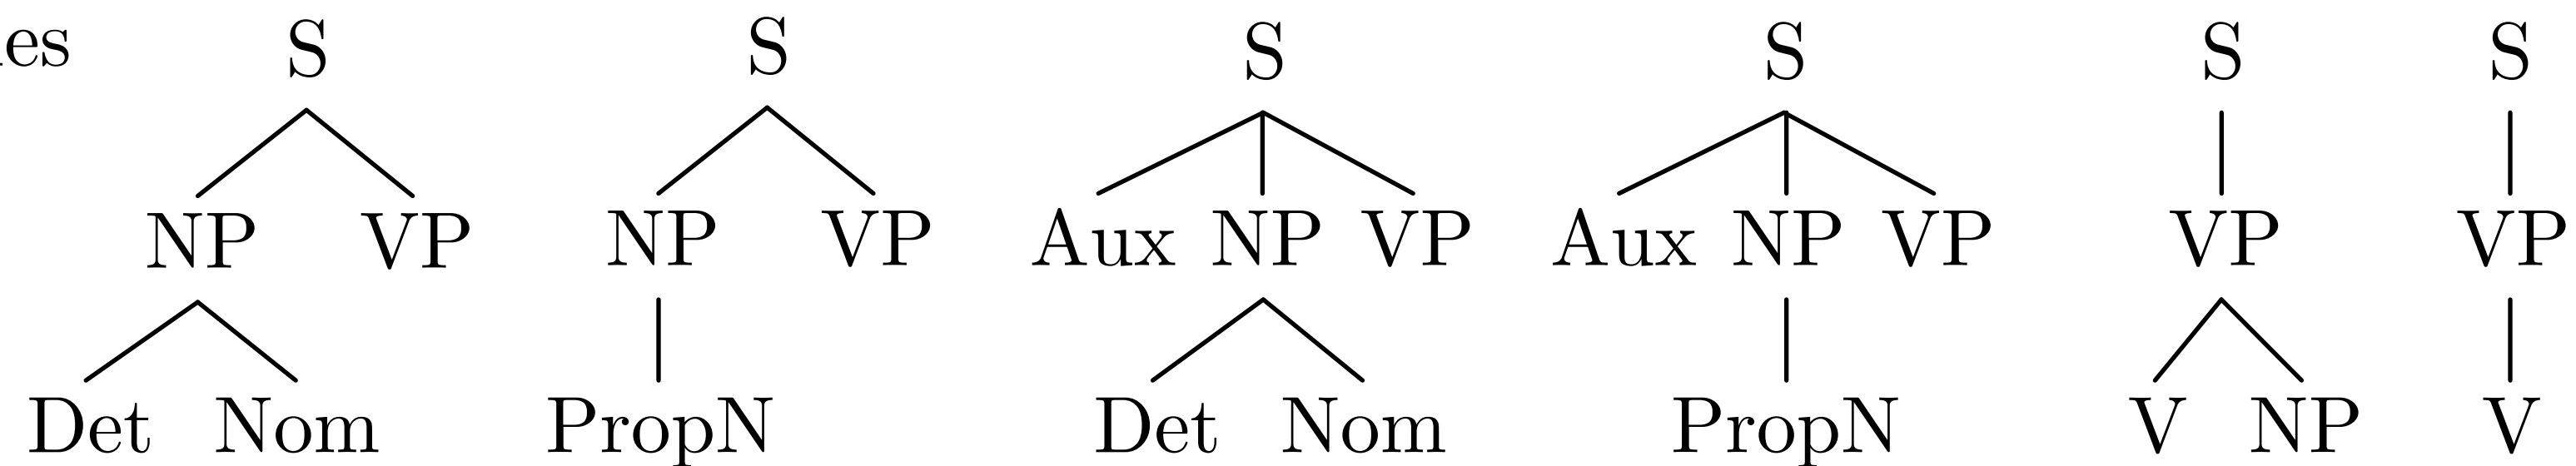 es S S S S S S
NP VP NP VP Aux NP VP Aux NP VP VP VP
Det Nom PropN Det Nom PropN V NP V